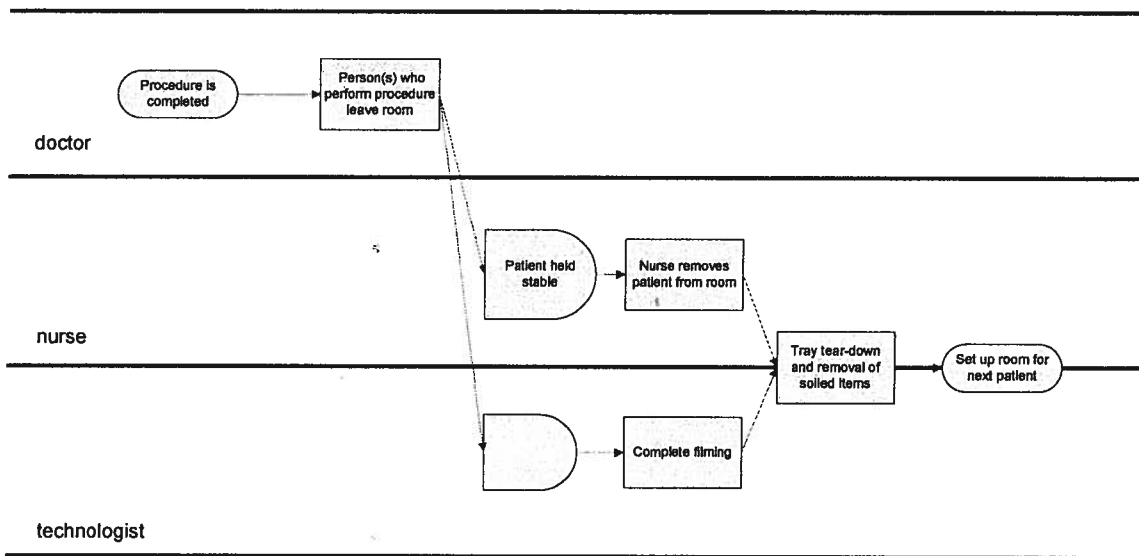 Procedure is
completed
Person(s) who
perform procedure
leave room
doctor
Patient held
stable
Nurse removes
patient from room
nurse
Tray tear-down
and removal of
soiled items
Set up room for
next patient
Complete filming
technologist